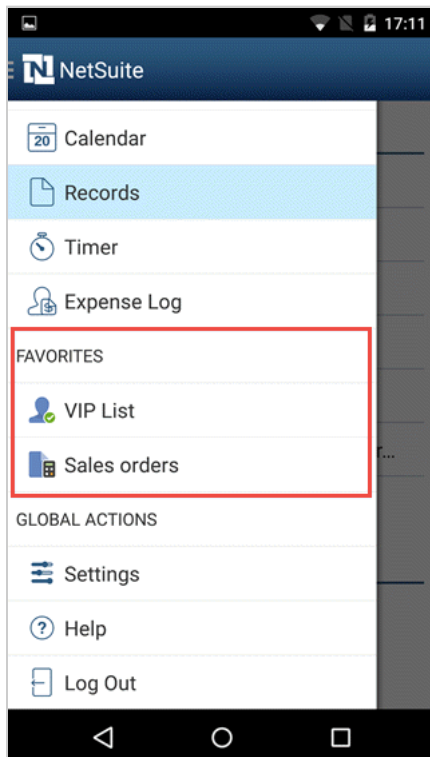 17:11
NetSuite
20 Calendar
Records
Timer
Expense Log
FAVORITES
VIP List
Sales orders
r...
GLOBAL ACTIONS
Settings
? Help
Log Out